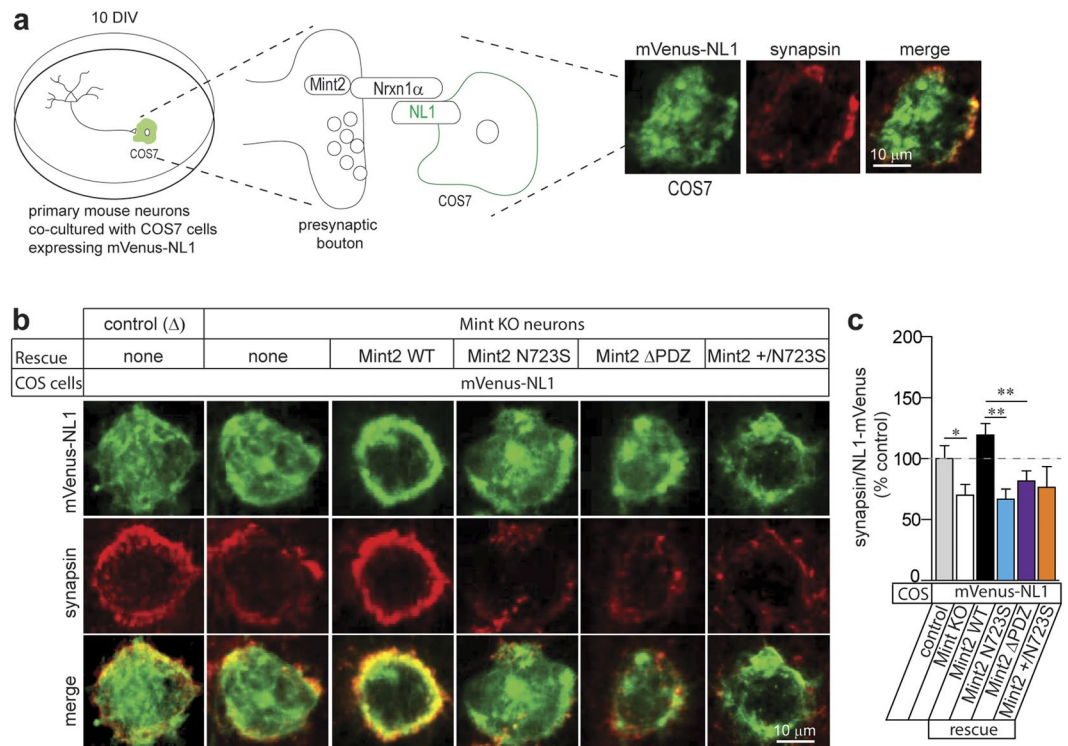 a
10 DIV
COS7
primary mouse neurons
co-cultured with COS7 cells
expressing mVenus-NL1
Mint2
Nrxn1α
NL1
COS7
presynaptic
bouton
mVenus-NL1 synapsin merge
10 μm
COS7
b
control (Δ) Mint KO neurons
Rescue none none Mint2 WT Mint2 N723S Mint2 ΔPDZ Mint2 +/N723S
COS cells mVenus-NL1
mVenus-NL1
synapsin
merge
10 μm
c
synapsin/NL1-mVenus
(% control)
200
150
100
50
0
**
**
*
COS mVenus-NL1
control
Mint KO
Mint2 WT
Mint2 N723S
Mint2 ΔPDZ
Mint2 +/N723S
rescue